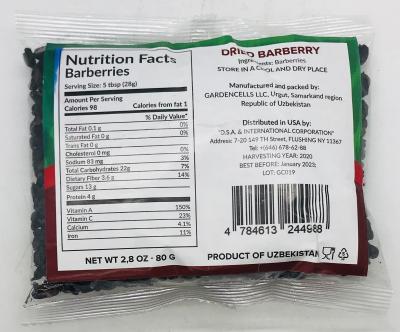 Nutrition Facts
Barberries
Serving Size: 5 tbsp (28g)
Amount Per Serving
Calories 98 Calories from fat 1
% Daily Value*
Total Fat 0.1 g 0%
Saturated Fat 0 g 0%
Trans Fat 0 g
Cholesterol 0 mg 0%
Sodium 83 mg 3%
Total Carbohydrates 22g 7%
Dietary Fiber 3.6 g 14%
Sugars 13 g
Protein 4 g
Vitamin A 150%
Vitamin C 23%
Calcium 4.1%
Iron 11%
NET WT 2,8 OZ - 80 G
DRIED BARBERRY
Ingredients: Barberries
STORE IN A COOL AND DRY PLACE
Manufactured and packed by:
GARDENCELLS LLC, Urgut, Samarkand region
Republic of Uzbekistan
Distributed in USA by:
"D.S.A. & INTERNATIONAL CORPORATION"
Address: 7-20 149 TH Street, FLUSHING NY 11367
Tel: +(646) 678-62-88
HARVESTING YEAR: 2020
BEST BEFORE: January 2023;
LOT: GC019
4 784613 244988
PRODUCT OF UZBEKISTAN